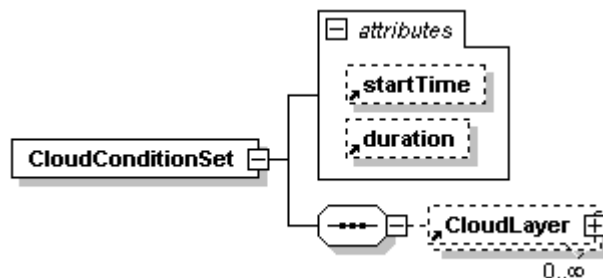 attributes
startTime
duration
CloudConditionSet
CloudLayer
0..∞